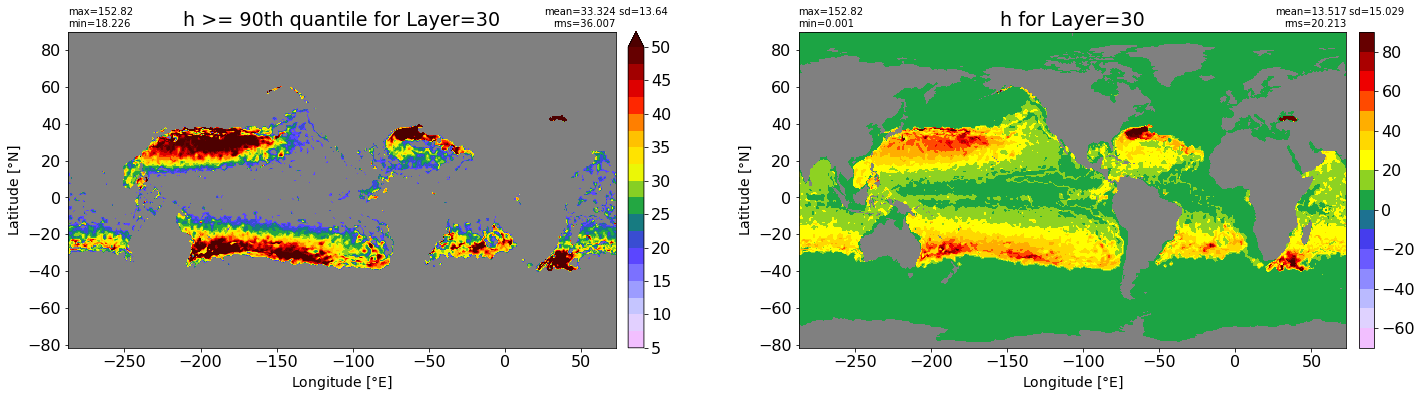 max=152.82
min=18.226
h >= 90th quantile for Layer=30
mean=33.324 sd=13.64
rms=36.007
80
60
40
20
0
−20
−40
−60
−80
Latitude [°N]
−250 −200 −150 −100 −50 0 50
Longitude [°E]
50
45
40
35
30
25
20
15
10
5
max=152.82
min=0.001
h for Layer=30
mean=13.517 sd=15.029
rms=20.213
80
60
40
20
0
−20
−40
−60
−80
Latitude [°N]
−250 −200 −150 −100 −50 0 50
Longitude [°E]
80
60
40
20
0
−20
−40
−60